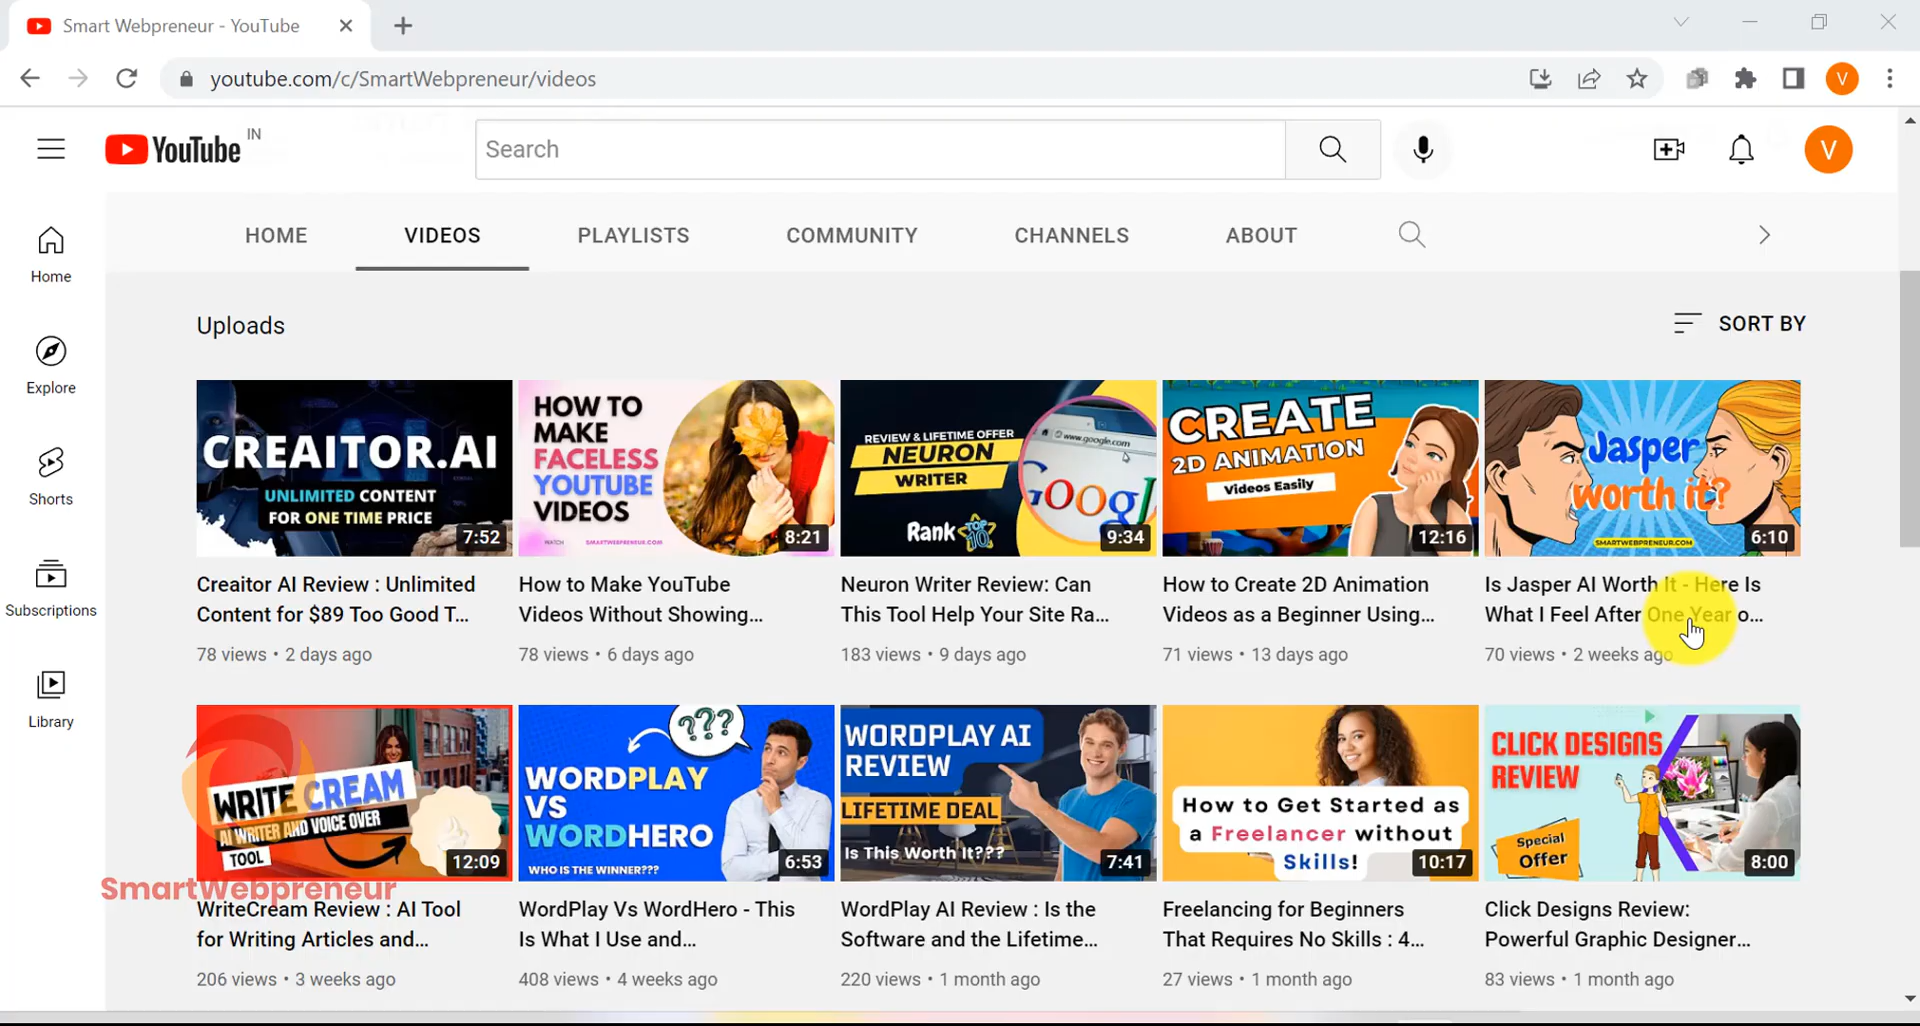 Smart Webpreneur - YouTube
youtube.com/c/SmartWebpreneur/videos
V
YouTube IN
Search
V
HOME VIDEOS PLAYLISTS COMMUNITY CHANNELS ABOUT
Home
Explore
Shorts
Subscriptions
Library
Uploads
SORT BY
CREAITOR.AI
UNLIMITED CONTENT
FOR ONE TIME PRICE
7:52
Creaitor AI Review : Unlimited
Content for $89 Too Good T...
78 views • 2 days ago
HOW TO
MAKE
FACELESS
YOUTUBE
VIDEOS
WATCH SMARTWEBPRENEUR.COM
8:21
How to Make YouTube
Videos Without Showing...
78 views • 6 days ago
REVIEW & LIFETIME OFFER
NEURON
WRITER
Rank TOP 10
www.google.com
Googl
9:34
Neuron Writer Review: Can
This Tool Help Your Site Ra...
183 views • 9 days ago
CREATE
2D ANIMATION
Videos Easily
12:16
How to Create 2D Animation
Videos as a Beginner Using...
71 views • 13 days ago
Jasper
worth it?
SMARTWEBPRENEUR.COM
6:10
Is Jasper AI Worth It - Here Is
What I Feel After One Year o...
70 views • 2 weeks ago
WRITE CREAM
AI WRITER AND VOICE OVER
TOOL
12:09
SmartWebpreneur
WriteCream Review : AI Tool
for Writing Articles and...
206 views • 3 weeks ago
???
WORDPLAY
VS
WORDHERO
WHO IS THE WINNER???
6:53
WordPlay Vs WordHero - This
Is What I Use and...
408 views • 4 weeks ago
WORDPLAY AI
REVIEW
LIFETIME DEAL
Is This Worth It???
7:41
WordPlay AI Review : Is the
Software and the Lifetime...
220 views • 1 month ago
How to Get Started as
a Freelancer without
Skills!
10:17
Freelancing for Beginners
That Requires No Skills : 4...
27 views • 1 month ago
CLICK DESIGNS
REVIEW
Special
Offer
8:00
Click Designs Review:
Powerful Graphic Designer...
83 views • 1 month ago